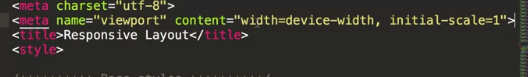 <meta charset="utf-8">
<meta name="viewport" content="width=device-width, initial-scale=1">
<title>Responsive Layout</title>
<style>